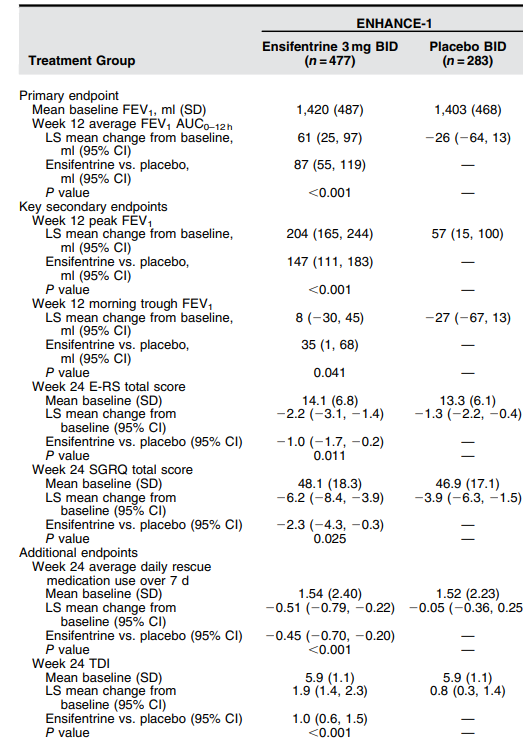 ENHANCE-1
Treatment Group Ensifentrine 3 mg BID (n = 477) Placebo BID (n = 283)
Primary endpoint
Mean baseline FEV₁, ml (SD) 1,420 (487) 1,403 (468)
Week 12 average FEV₁ AUC₀–₁₂ₕ
LS mean change from baseline, 61 (25, 97) −26 (−64, 13)
ml (95% CI)
Ensifentrine vs. placebo, 87 (55, 119) —
ml (95% CI)
P value <0.001 —
Key secondary endpoints
Week 12 peak FEV₁
LS mean change from baseline, 204 (165, 244) 57 (15, 100)
ml (95% CI)
Ensifentrine vs. placebo, 147 (111, 183) —
ml (95% CI)
P value <0.001 —
Week 12 morning trough FEV₁
LS mean change from baseline, 8 (−30, 45) −27 (−67, 13)
ml (95% CI)
Ensifentrine vs. placebo, 35 (1, 68) —
ml (95% CI)
P value 0.041 —
Week 24 E-RS total score
Mean baseline (SD) 14.1 (6.8) 13.3 (6.1)
LS mean change from −2.2 (−3.1, −1.4) −1.3 (−2.2, −0.4)
baseline (95% CI)
Ensifentrine vs. placebo (95% CI) −1.0 (−1.7, −0.2) —
P value 0.011 —
Week 24 SGRQ total score
Mean baseline (SD) 48.1 (18.3) 46.9 (17.1)
LS mean change from −6.2 (−8.4, −3.9) −3.9 (−6.3, −1.5)
baseline (95% CI)
Ensifentrine vs. placebo (95% CI) −2.3 (−4.3, −0.3) —
P value 0.025 —
Additional endpoints
Week 24 average daily rescue
medication use over 7 d
Mean baseline (SD) 1.54 (2.40) 1.52 (2.23)
LS mean change from −0.51 (−0.79, −0.22) −0.05 (−0.36, 0.25
baseline (95% CI)
Ensifentrine vs. placebo (95% CI) −0.45 (−0.70, −0.20) —
P value <0.001 —
Week 24 TDI
Mean baseline (SD) 5.9 (1.1) 5.9 (1.1)
LS mean change from 1.9 (1.4, 2.3) 0.8 (0.3, 1.4)
baseline (95% CI)
Ensifentrine vs. placebo (95% CI) 1.0 (0.6, 1.5) —
P value <0.001 —